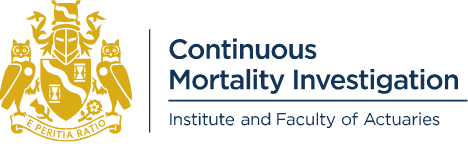 Continuous
Mortality Investigation
Institute and Faculty of Actuaries
E PERITIA RATIO